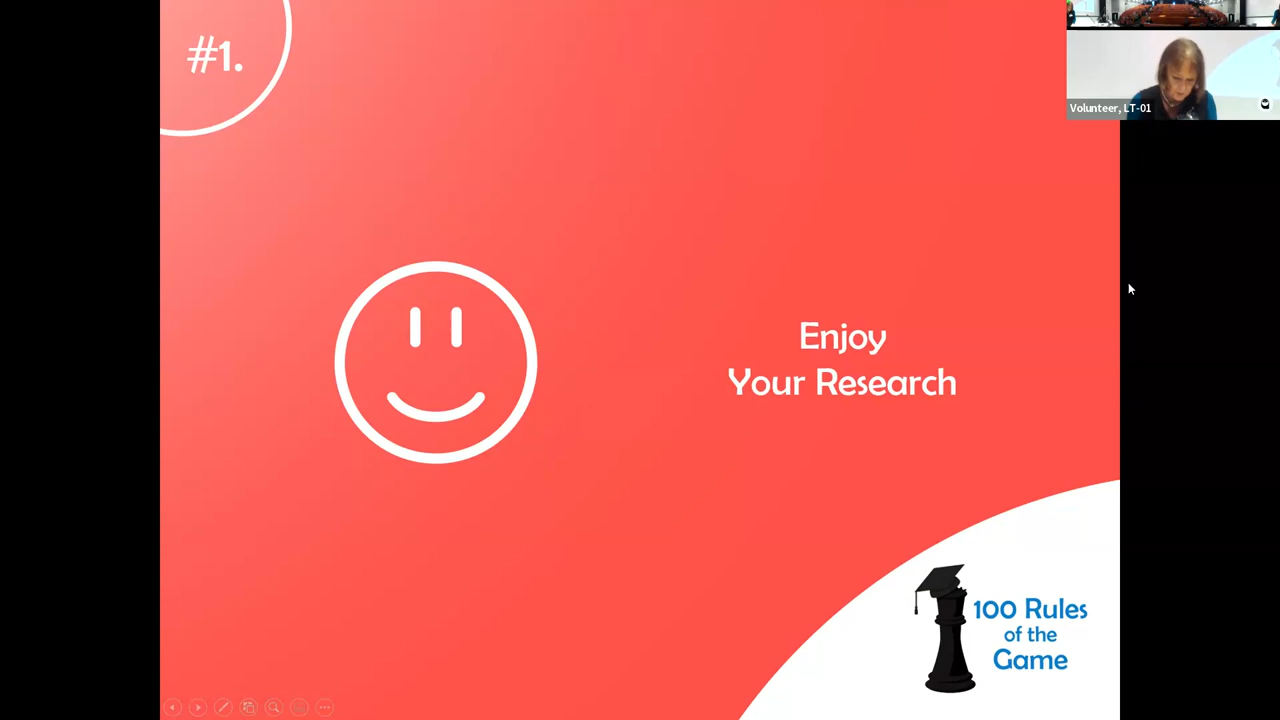 #1.
Volunteer, LT-01
Enjoy
Your Research
100 Rules
of the
Game